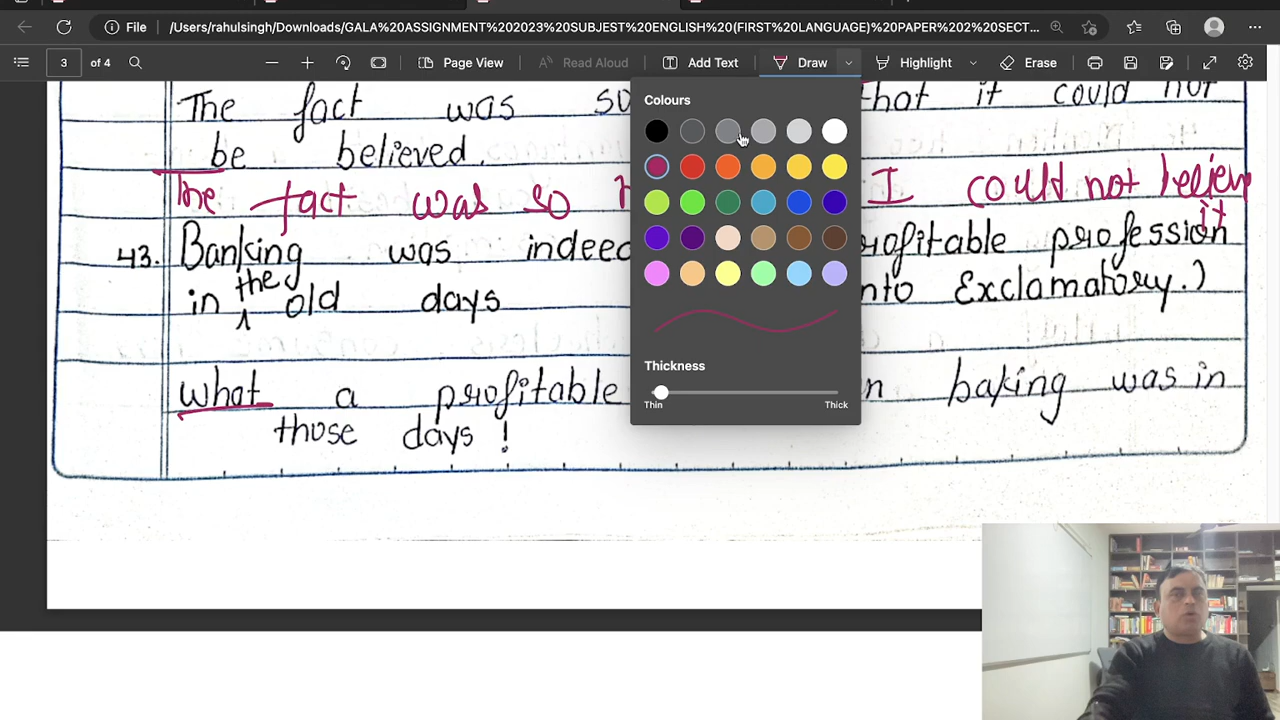 File /Users/rahulsingh/Downloads/GALA%20ASSIGNMENT%202023%20SUBJEST%20ENGLISH%20(FIRST%20LANGUAGE)%20PAPER%202%20SECT...
3 of 4 Page View Read Aloud Add Text Draw Highlight Erase
Colours
The fact was that it could not
be believed.
The fact was so I could not believe
it
43. Banking was indeed profitable profession
in the old days into Exclamatory.)
Thickness
Thin Thick
what a profitable baking was in
those days !